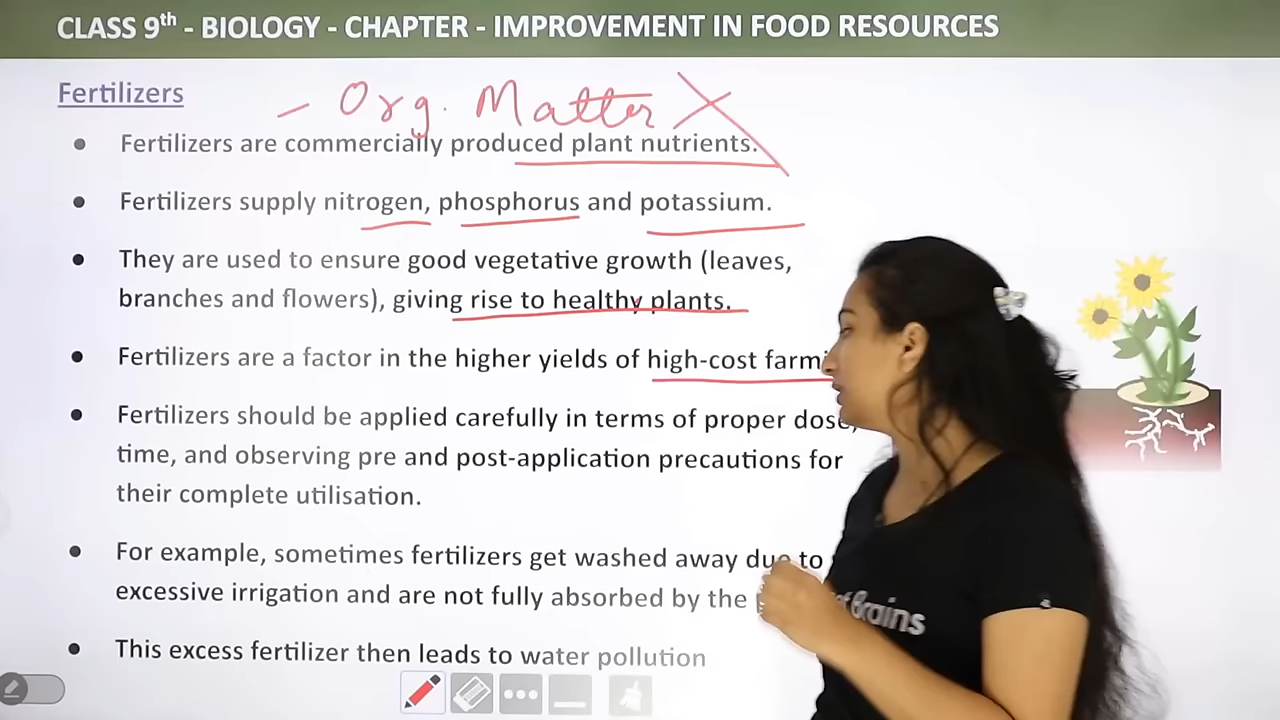 CLASS 9th - BIOLOGY - CHAPTER - IMPROVEMENT IN FOOD RESOURCES
Fertilizers
- Org. Matter X
• Fertilizers are commercially produced plant nutrients.
• Fertilizers supply nitrogen, phosphorus and potassium.
• They are used to ensure good vegetative growth (leaves,
branches and flowers), giving rise to healthy plants.
• Fertilizers are a factor in the higher yields of high-cost farmi
• Fertilizers should be applied carefully in terms of proper dose,
time, and observing pre and post-application precautions for
their complete utilisation.
• For example, sometimes fertilizers get washed away due to
excessive irrigation and are not fully absorbed by the
Brains
• This excess fertilizer then leads to water pollution